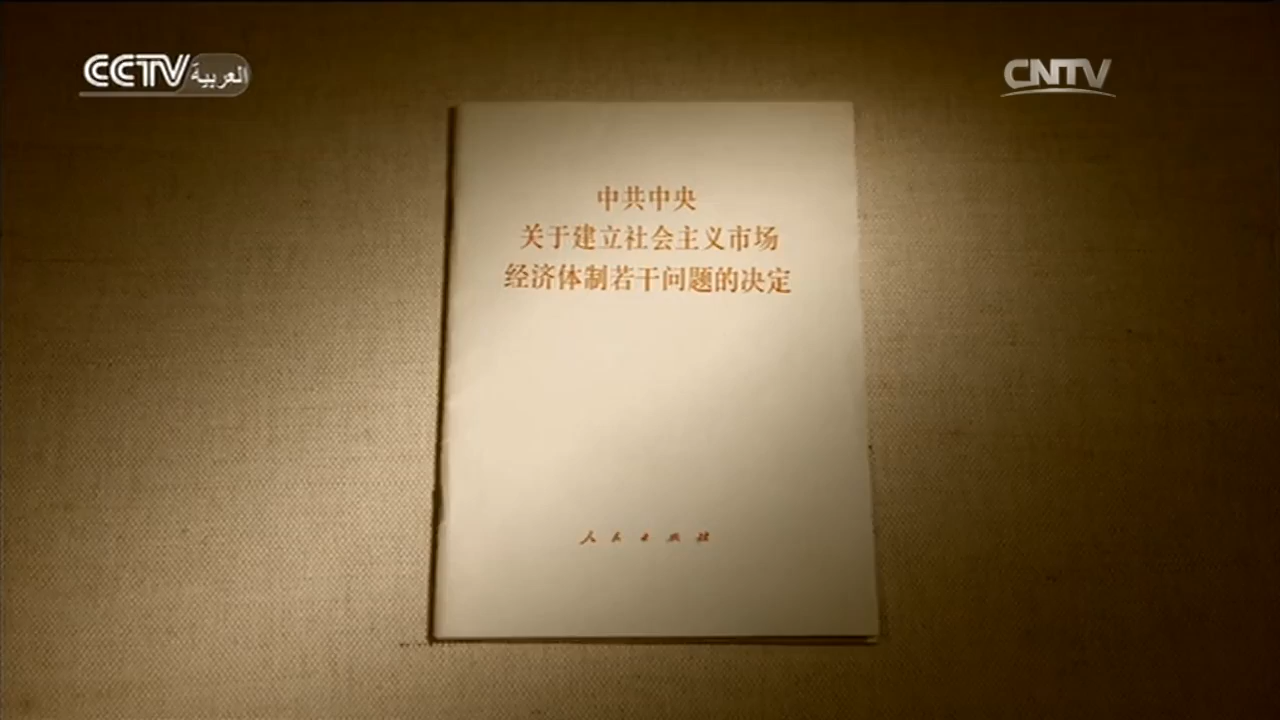 CCTV العربية
CNTV
中共中央
关于建立社会主义市场
经济体制若干问题的决定
人民出版社